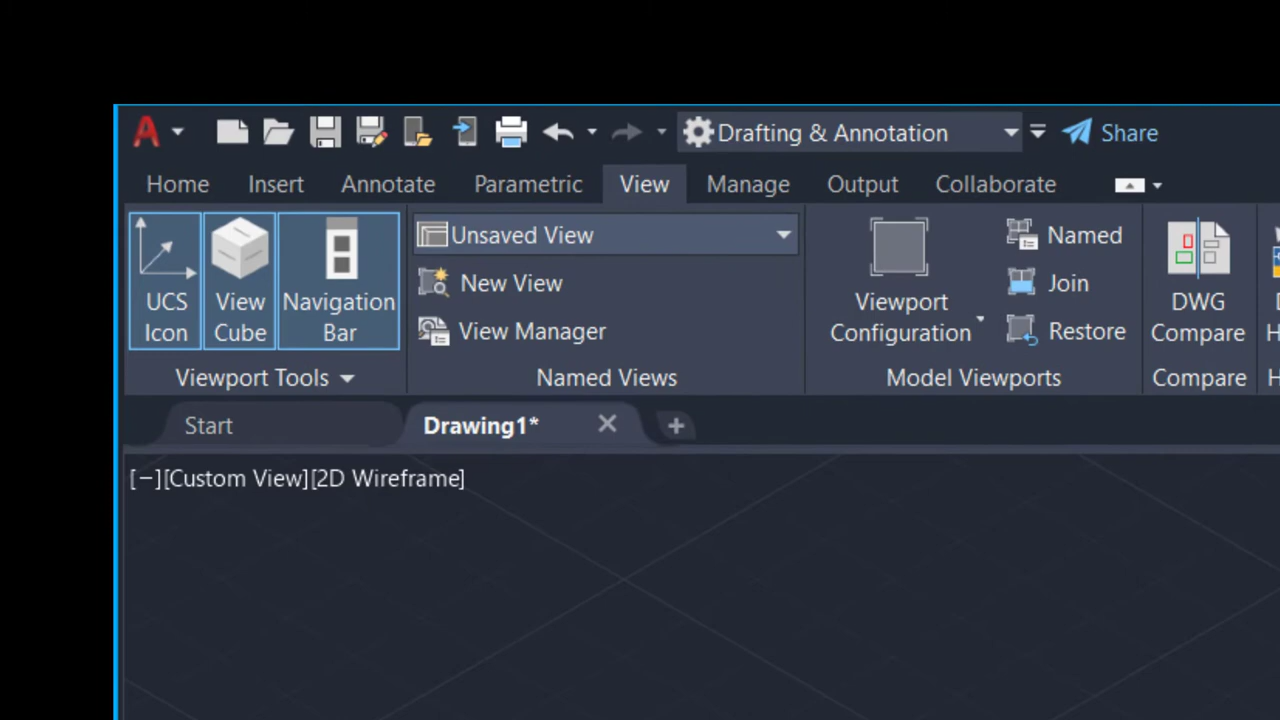 Drafting & Annotation Share
Home Insert Annotate Parametric View Manage Output Collaborate
UCS Icon
View Cube
Navigation Bar
Viewport Tools
Unsaved View
New View
View Manager
Named Views
Viewport Configuration
Named
Join
Restore
Model Viewports
DWG Compare
Compare
Start Drawing1*
[−][Custom View][2D Wireframe]